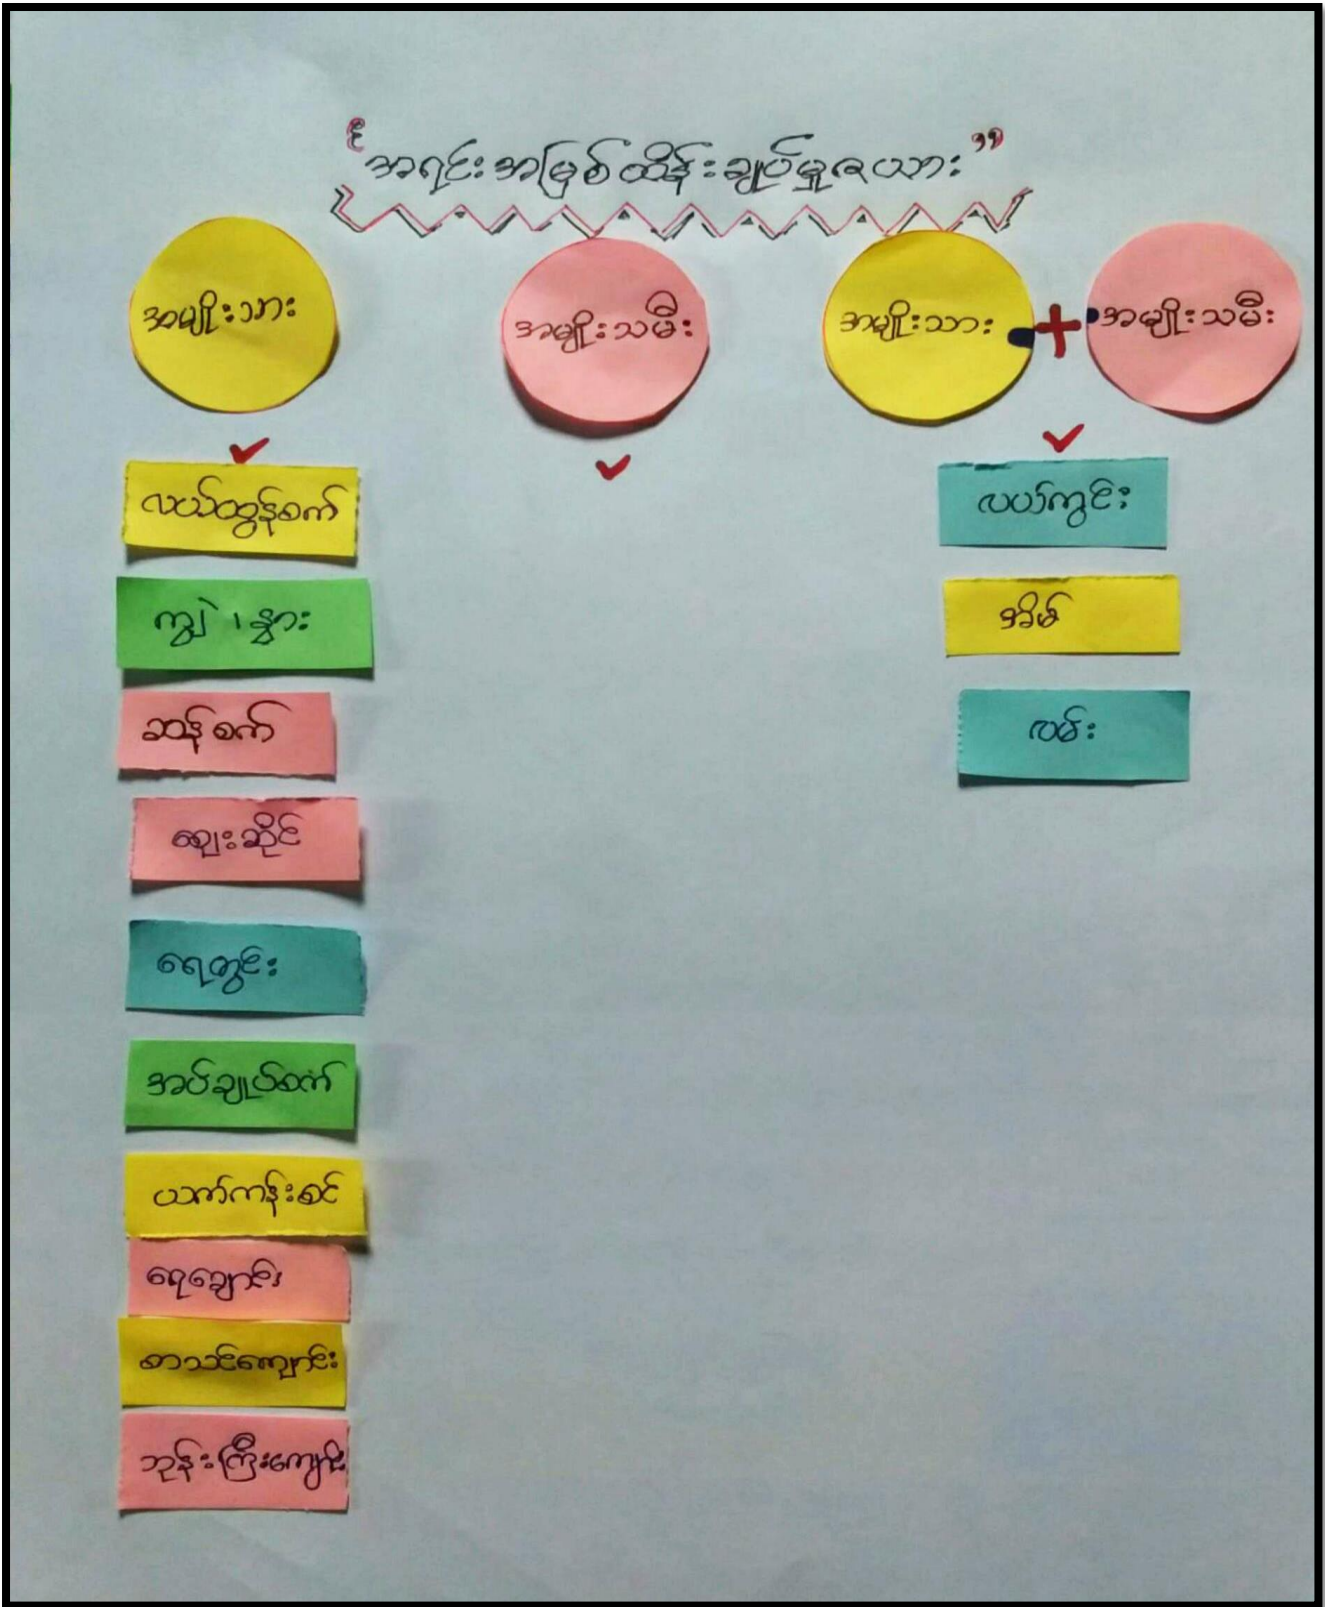 “အရင်းအမြစ်ထိန်းချုပ်မှုဇယား”
အမျိုးသား
အမျိုးသမီး
အမျိုးသား + အမျိုးသမီး
လယ်ထွန်စက်
ကျွဲ ၊ နွား
ဆန်စက်
ဈေးဆိုင်
ရေတွင်း
အပ်ချုပ်စက်
ယက်ကန်းစင်
ရေချောင်း
စာသင်ကျောင်း
ဘုန်းကြီးကျောင်း
လယ်ကွင်း
အိမ်
လမ်း